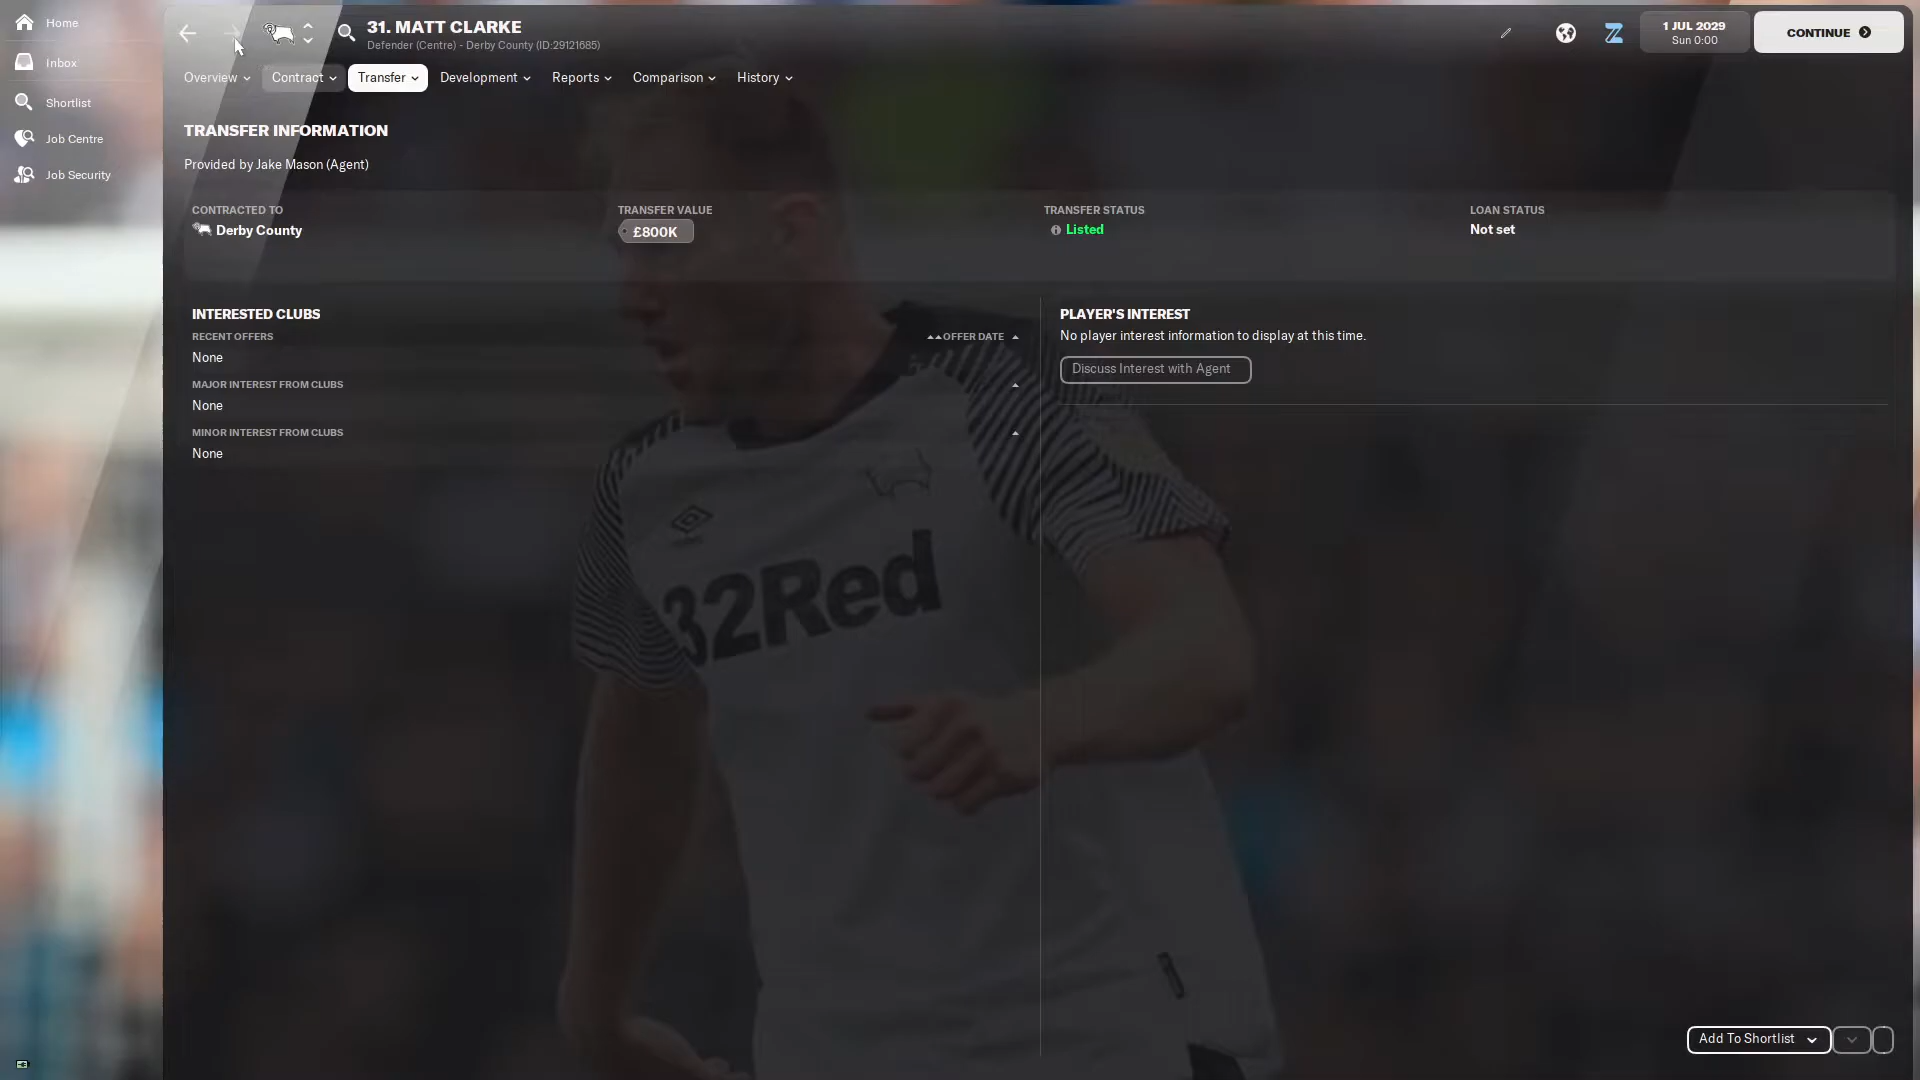 Home
Inbox
Shortlist
Job Centre
Job Security
31. MATT CLARKE
Defender (Centre) - Derby County (ID:29121685)
1 JUL 2029
Sun 0:00
CONTINUE
Overview
Contract
Transfer
Development
Reports
Comparison
History
TRANSFER INFORMATION
Provided by Jake Mason (Agent)
CONTRACTED TO
Derby County
TRANSFER VALUE
£800K
TRANSFER STATUS
Listed
LOAN STATUS
Not set
INTERESTED CLUBS
RECENT OFFERS
OFFER DATE
None
MAJOR INTEREST FROM CLUBS
None
MINOR INTEREST FROM CLUBS
None
PLAYER'S INTEREST
No player interest information to display at this time.
Discuss Interest with Agent
32Red
Add To Shortlist